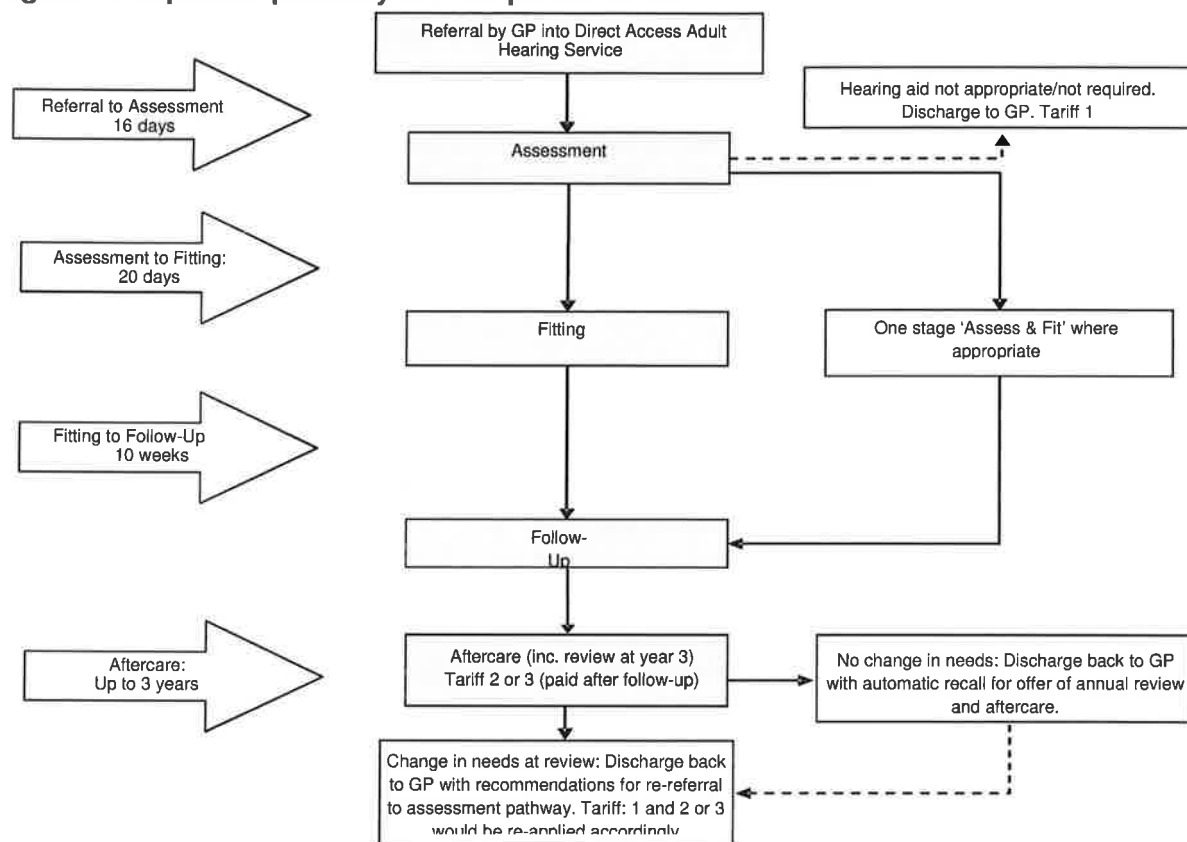 Referral by GP into Direct Access Adult
Hearing Service
Referral to Assessment
16 days
Hearing aid not appropriate/not required.
Discharge to GP. Tariff 1
Assessment
Assessment to Fitting:
20 days
Fitting
One stage ‘Assess & Fit’ where
appropriate
Fitting to Follow-Up
10 weeks
Follow-
Up
Aftercare:
Up to 3 years
Aftercare (inc. review at year 3)
Tariff 2 or 3 (paid after follow-up)
No change in needs: Discharge back to GP
with automatic recall for offer of annual review
and aftercare.
Change in needs at review: Discharge back
to GP with recommendations for re-referral
to assessment pathway. Tariff: 1 and 2 or 3
would be re-applied accordingly